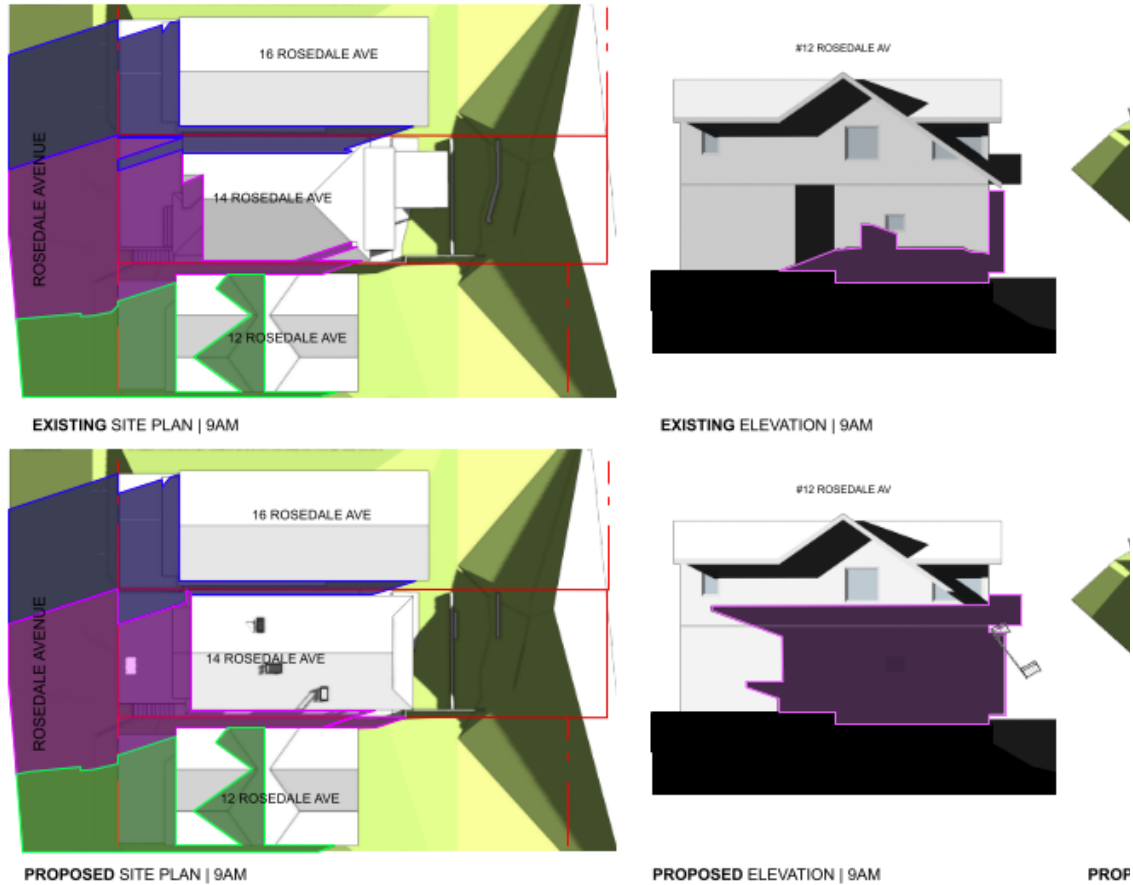 16 ROSEDALE AVE
ROSEDALE AVENUE
14 ROSEDALE AVE
12 ROSEDALE AVE
EXISTING SITE PLAN | 9AM
#12 ROSEDALE AV
EXISTING ELEVATION | 9AM
16 ROSEDALE AVE
ROSEDALE AVENUE
14 ROSEDALE AVE
12 ROSEDALE AVE
PROPOSED SITE PLAN | 9AM
#12 ROSEDALE AV
PROPOSED ELEVATION | 9AM
PROP